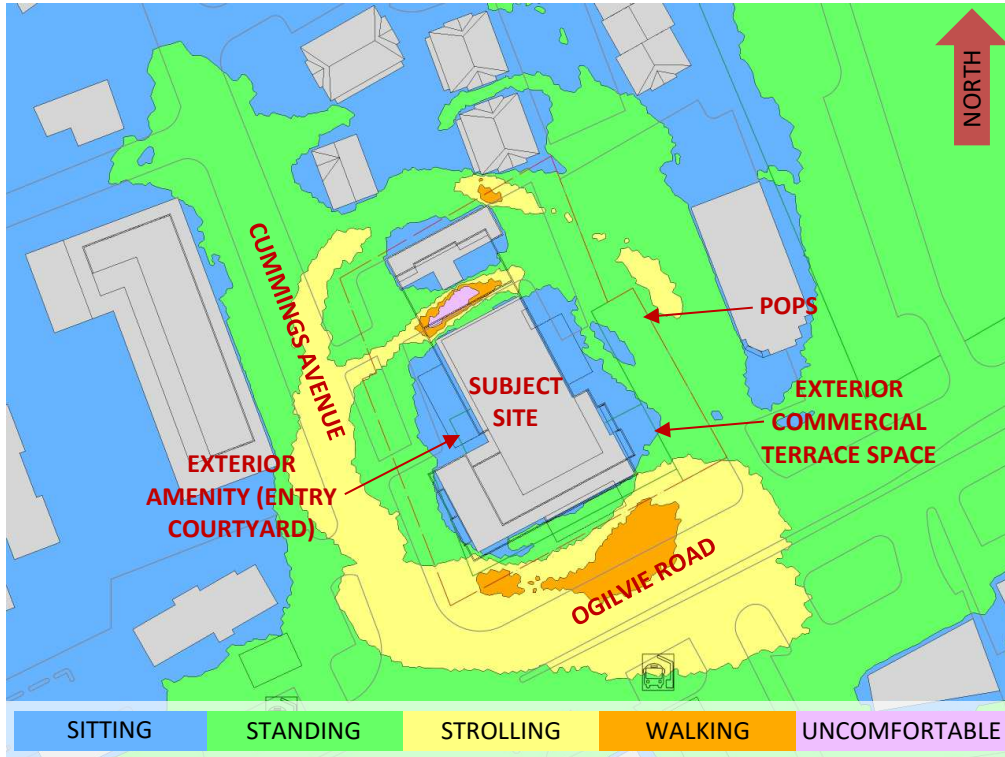 NORTH
CUMMINGS AVENUE
POPS
SUBJECT
SITE
EXTERIOR
COMMERCIAL
TERRACE SPACE
EXTERIOR
AMENITY (ENTRY
COURTYARD)
OGILVIE ROAD
SITTING
STANDING
STROLLING
WALKING
UNCOMFORTABLE